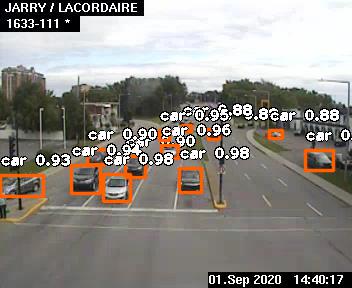 JARRY / LACORDAIRE
1633-111 *
car 0.88
car 0.95
car 0.88
car 0.96
car 0.90
car 0.94
car 0.98
car 0.98
car 0.93
01.Sep 2020 14:40:17